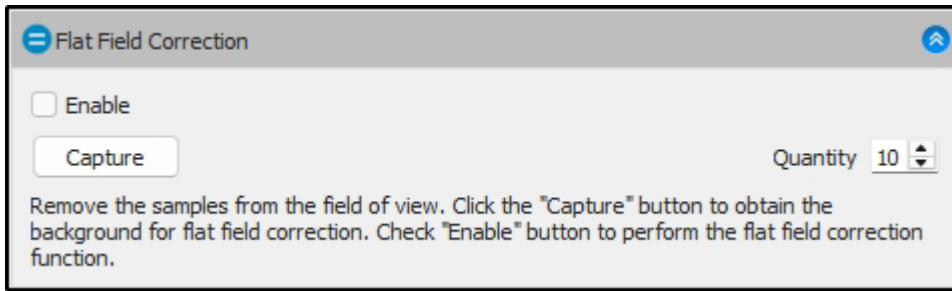 Flat Field Correction
Enable
Capture Quantity 10
Remove the samples from the field of view. Click the "Capture" button to obtain the
background for flat field correction. Check "Enable" button to perform the flat field correction
function.